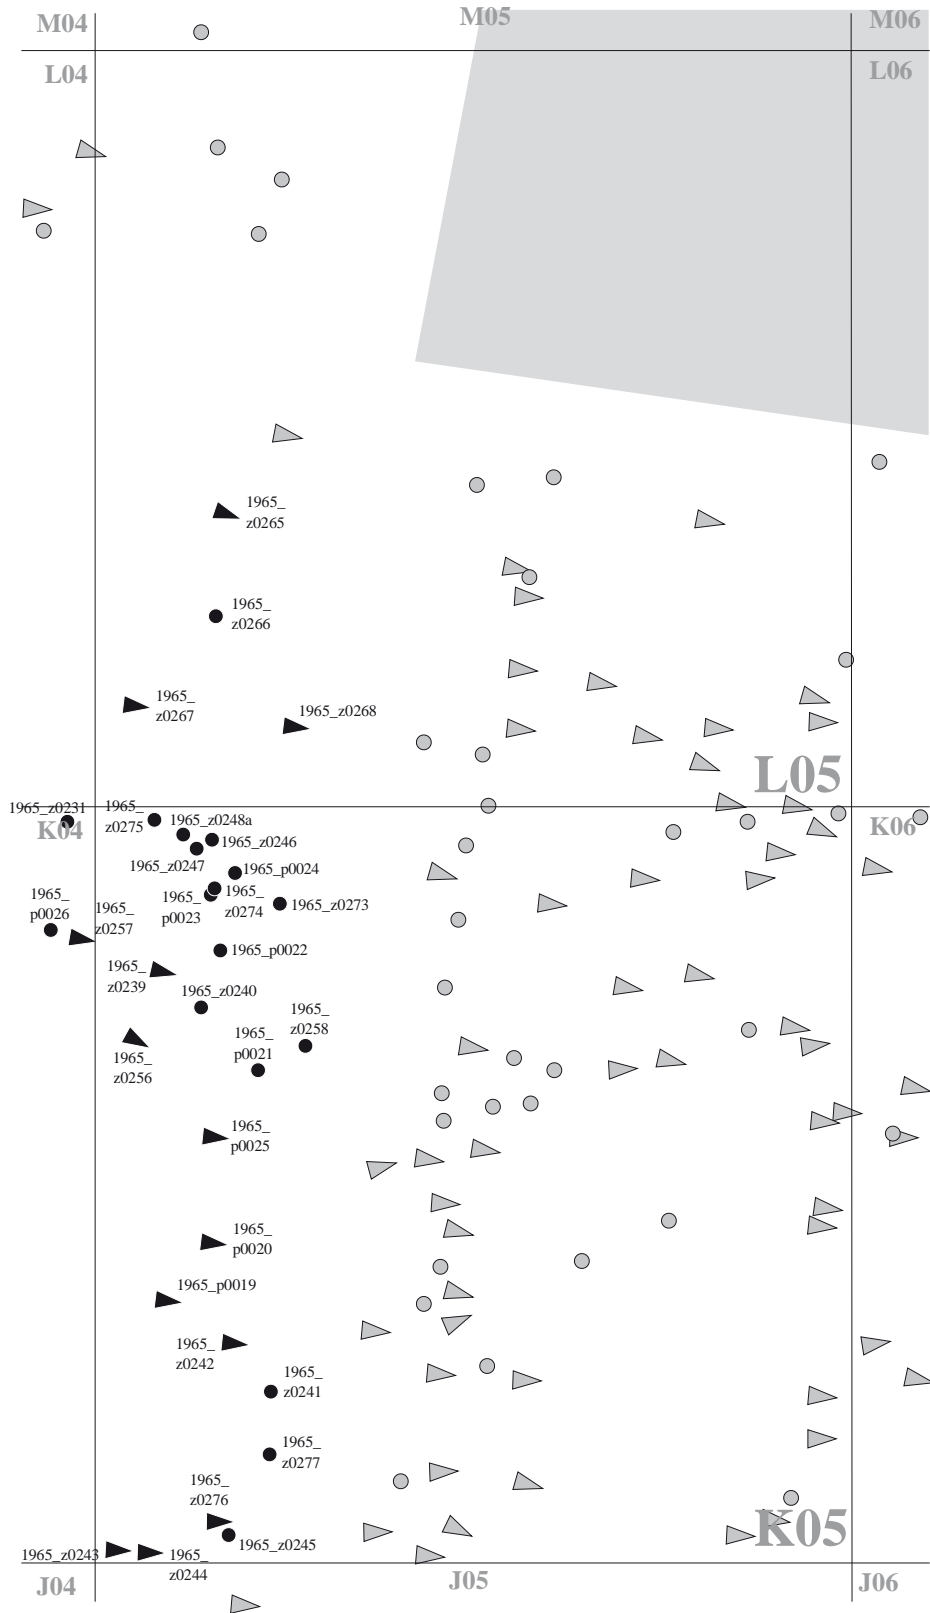 M04
M05
M06
L04
L06
1965_
z0265
1965_
z0266
1965_
z0267
1965_z0268
L05
1965_z0231
K04
1965_
z0275
1965_z0248a
1965_z0246
K06
1965_z0247
1965_p0024
1965_
p0023
1965_
z0274
1965_z0273
1965_
p0026
1965_
z0257
1965_p0022
1965_
z0239
1965_z0240
1965_
z0258
1965_
p0021
1965_
z0256
1965_
p0025
1965_
p0020
1965_p0019
1965_
z0242
1965_
z0241
1965_
z0277
1965_
z0276
K05
1965_z0245
1965_z0243
1965_
z0244
J04
J05
J06